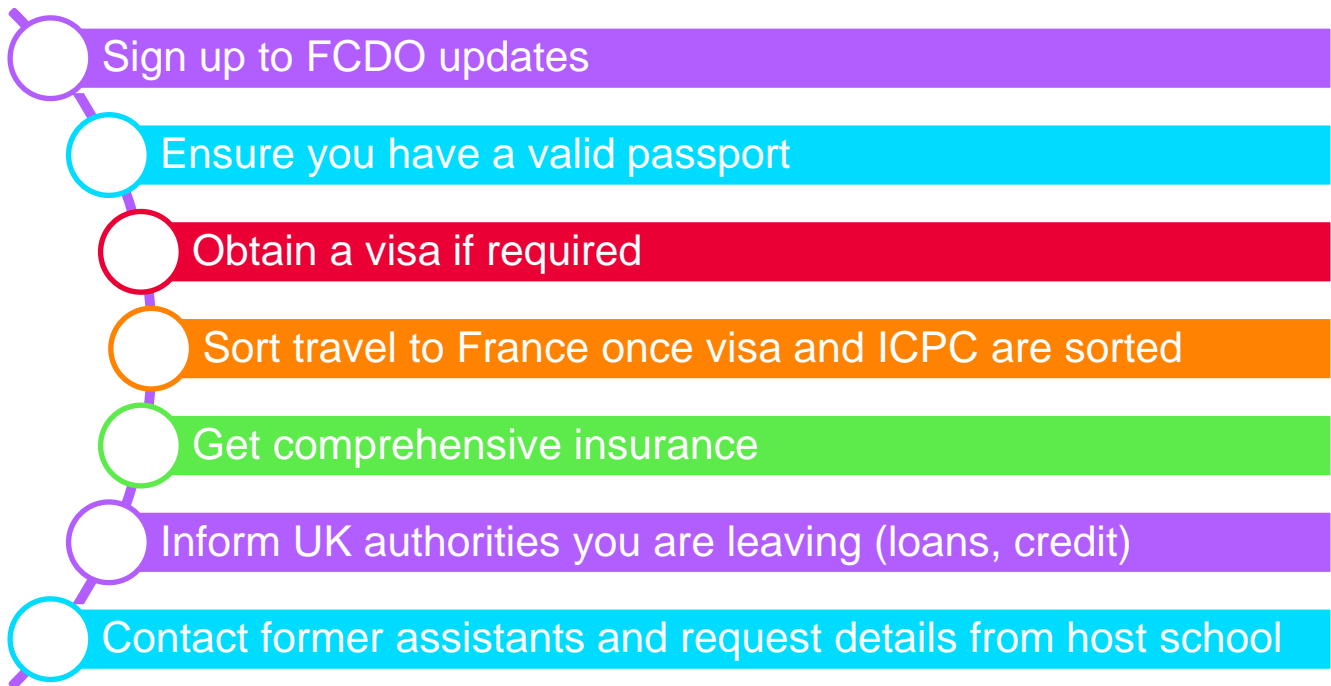 Sign up to FCDO updates
Ensure you have a valid passport
Obtain a visa if required
Sort travel to France once visa and ICPC are sorted
Get comprehensive insurance
Inform UK authorities you are leaving (loans, credit)
Contact former assistants and request details from host school